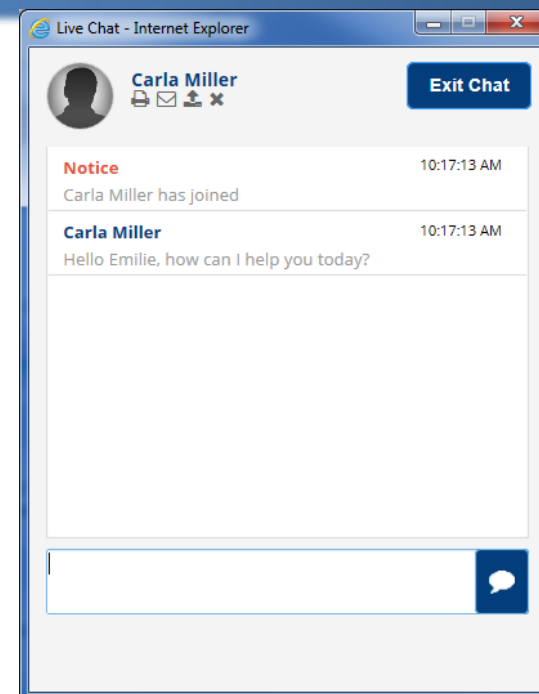 Live Chat - Internet Explorer
Carla Miller
Exit Chat
Notice 10:17:13 AM
Carla Miller has joined
Carla Miller 10:17:13 AM
Hello Emilie, how can I help you today?